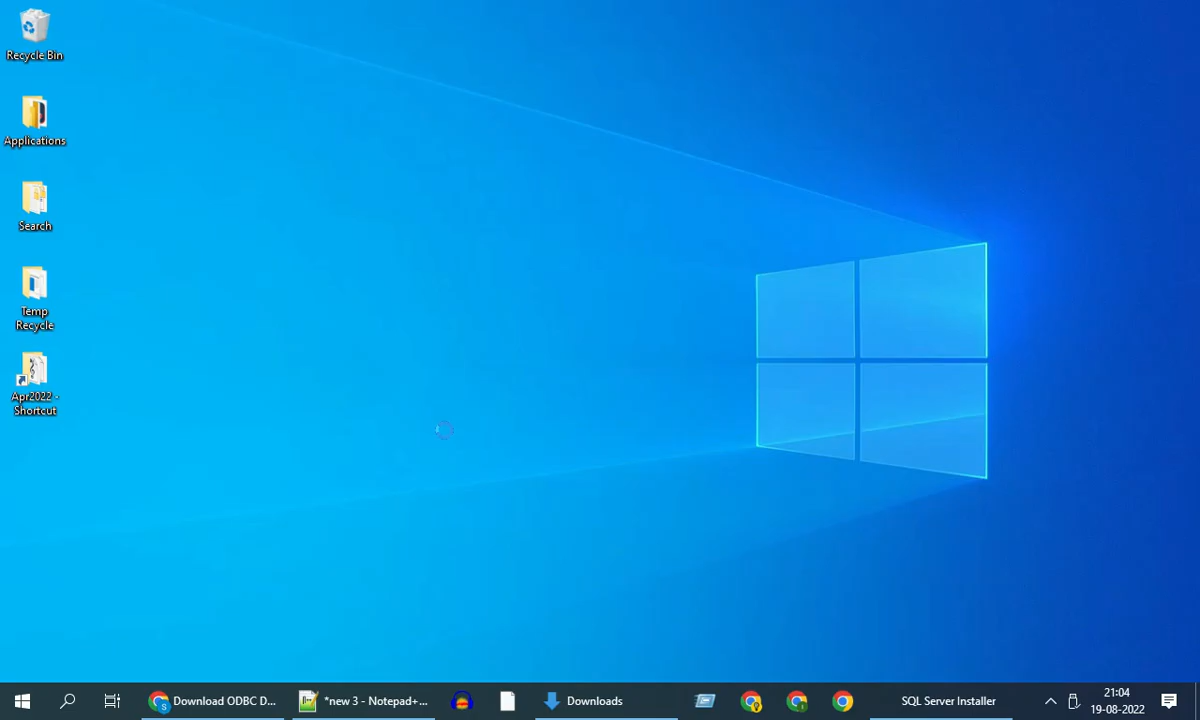 Recycle Bin
Applications
Search
Temp
Recycle
Apr2022 -
Shortcut
Download ODBC D...
*new 3 - Notepad+...
Downloads
SQL Server Installer
21:04
19-08-2022